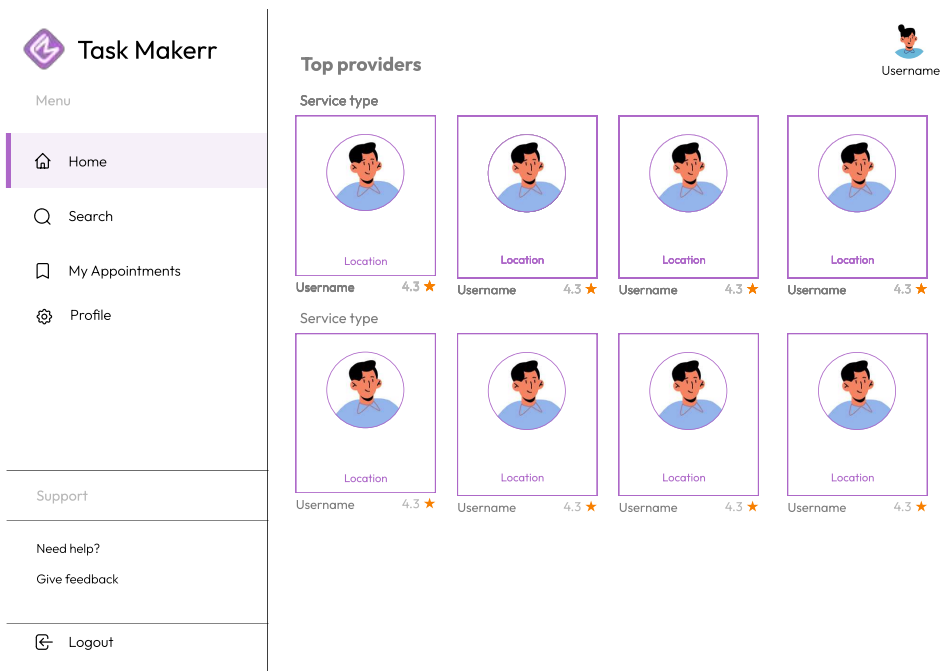 Task Makerr
Menu
Home
Search
My Appointments
Profile
Support
Need help?
Give feedback
Logout
Username
Top providers
Service type
Location Location Location Location
Username 4.3 Username 4.3 Username 4.3 Username 4.3
Service type
Location Location Location Location
Username 4.3 Username 4.3 Username 4.3 Username 4.3